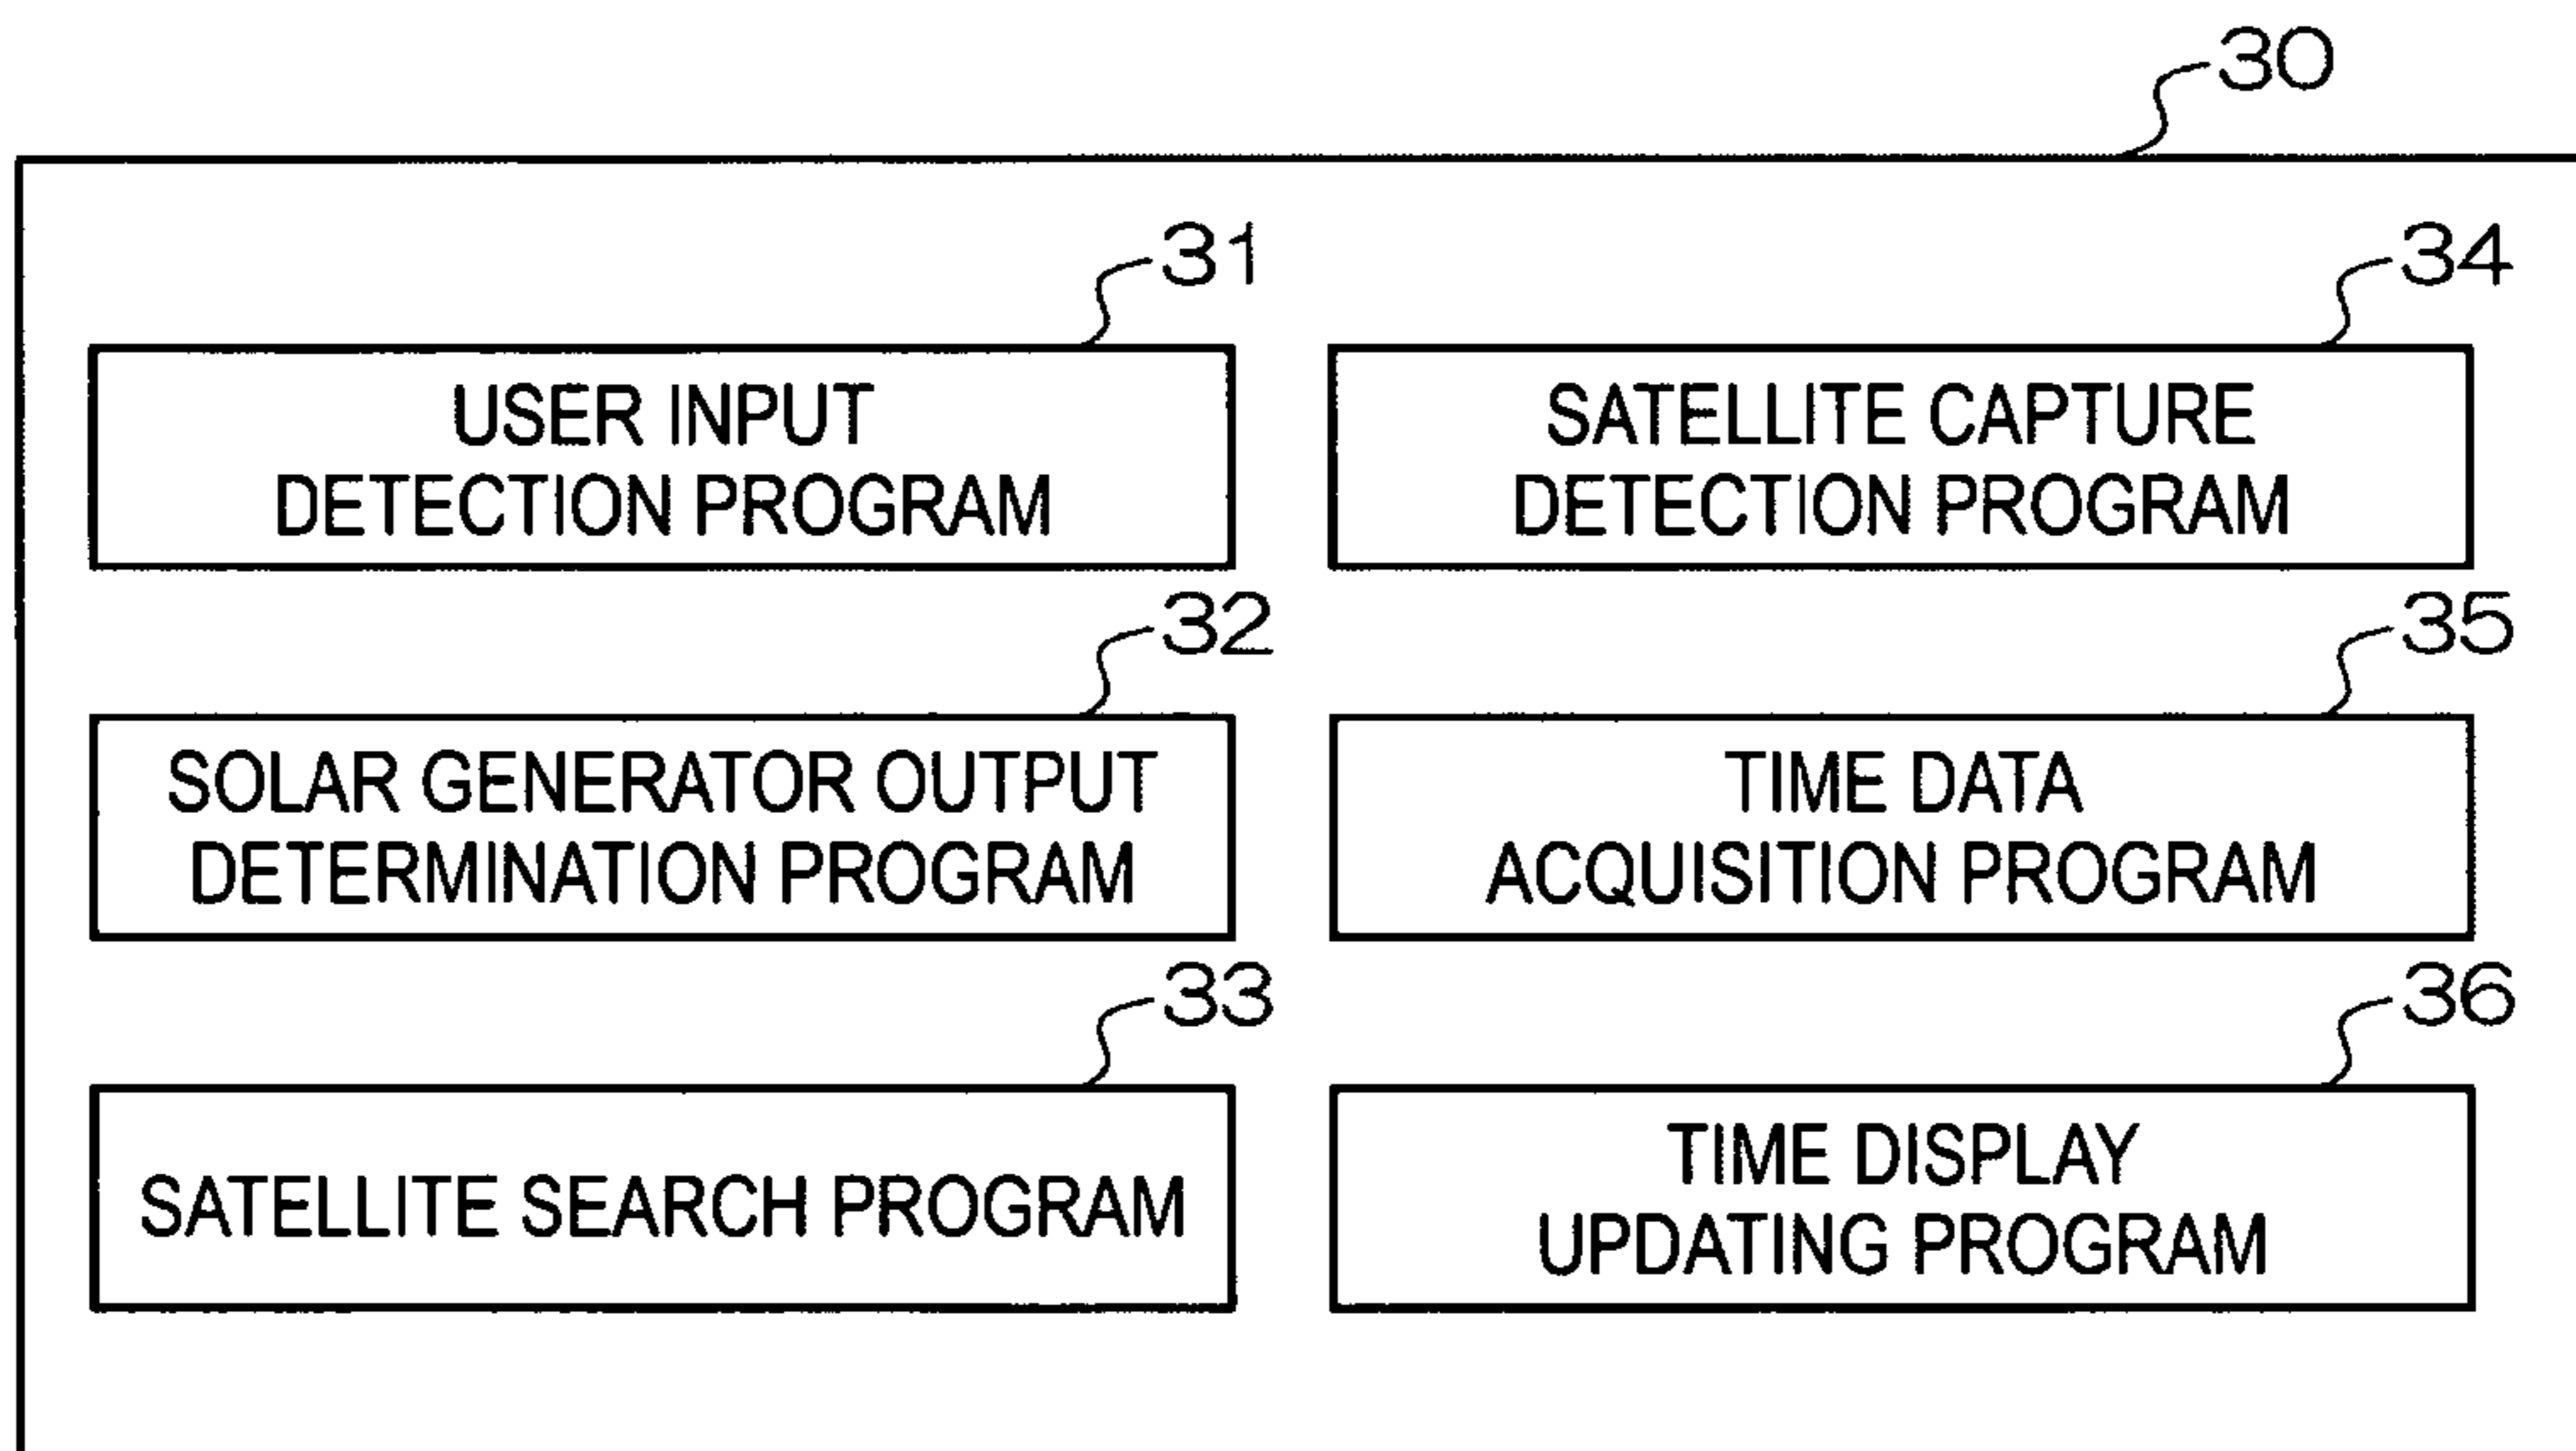 30
31
USER INPUT
DETECTION PROGRAM
32
SOLAR GENERATOR OUTPUT
DETERMINATION PROGRAM
33
SATELLITE SEARCH PROGRAM
34
SATELLITE CAPTURE
DETECTION PROGRAM
35
TIME DATA
ACQUISITION PROGRAM
36
TIME DISPLAY
UPDATING PROGRAM